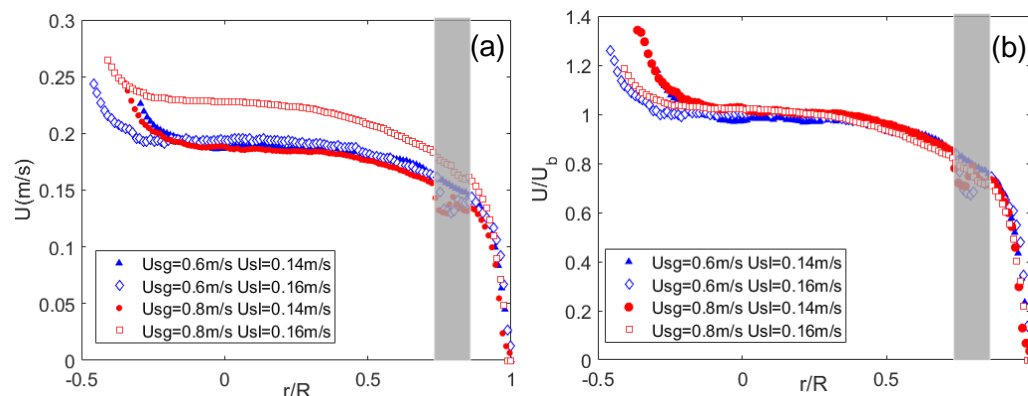 (a)
0.3
0.25
0.2
0.15
0.1
0.05
0
U(m/s)
Usg=0.6m/s Usl=0.14m/s
Usg=0.6m/s Usl=0.16m/s
Usg=0.8m/s Usl=0.14m/s
Usg=0.8m/s Usl=0.16m/s
-0.5 0 0.5 1
r/R
(b)
1.4
1.2
1.0
0.8
0.6
0.4
0.2
0
U/U_b
Usg=0.6m/s Usl=0.14m/s
Usg=0.6m/s Usl=0.16m/s
Usg=0.8m/s Usl=0.14m/s
Usg=0.8m/s Usl=0.16m/s
-0.5 0 0.5
r/R